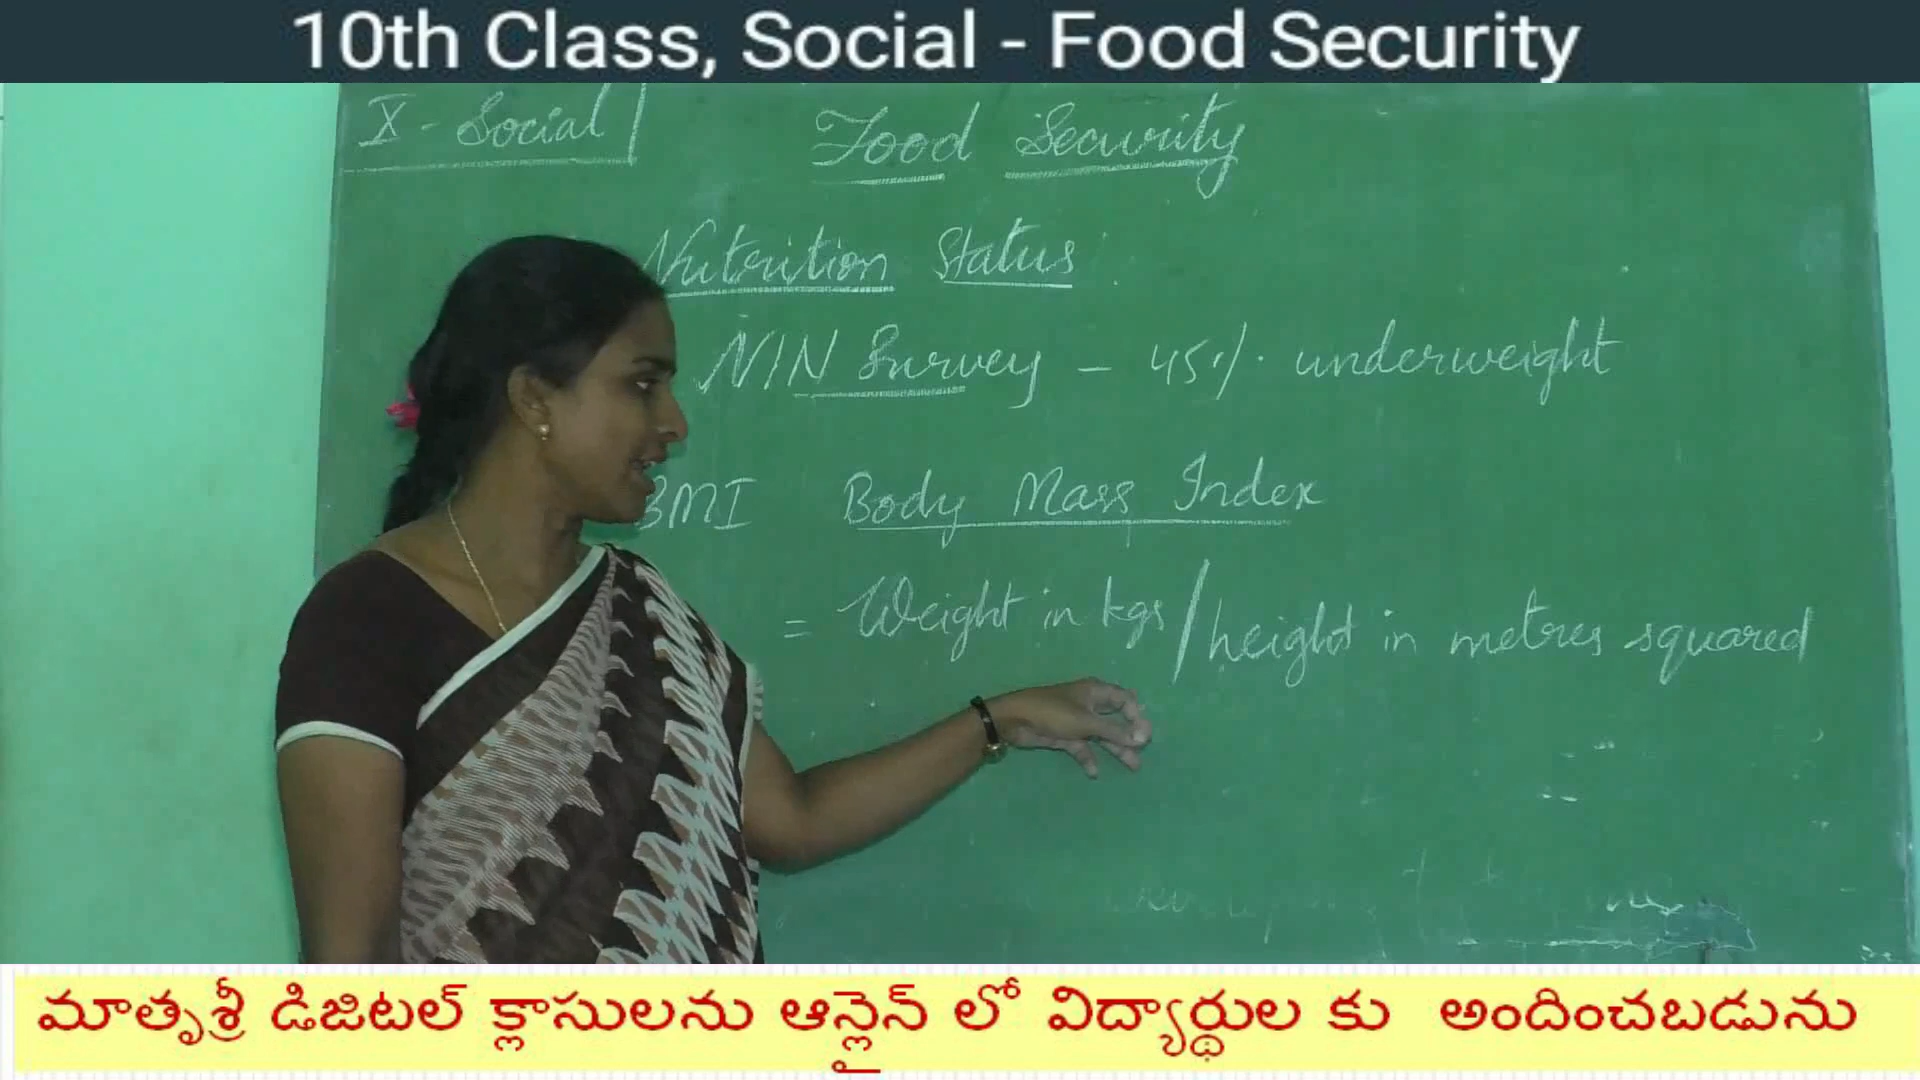 10th Class, Social - Food Security
X - Social Food Security
Nutrition Status
NIN Survey - 45% underweight
BMI Body Mass Index
= Weight in kgs / height in metres squared
మాతృశ్రీ డిజిటల్ క్లాసులను ఆన్లైన్ లో విద్యార్థుల కు అందించబడును